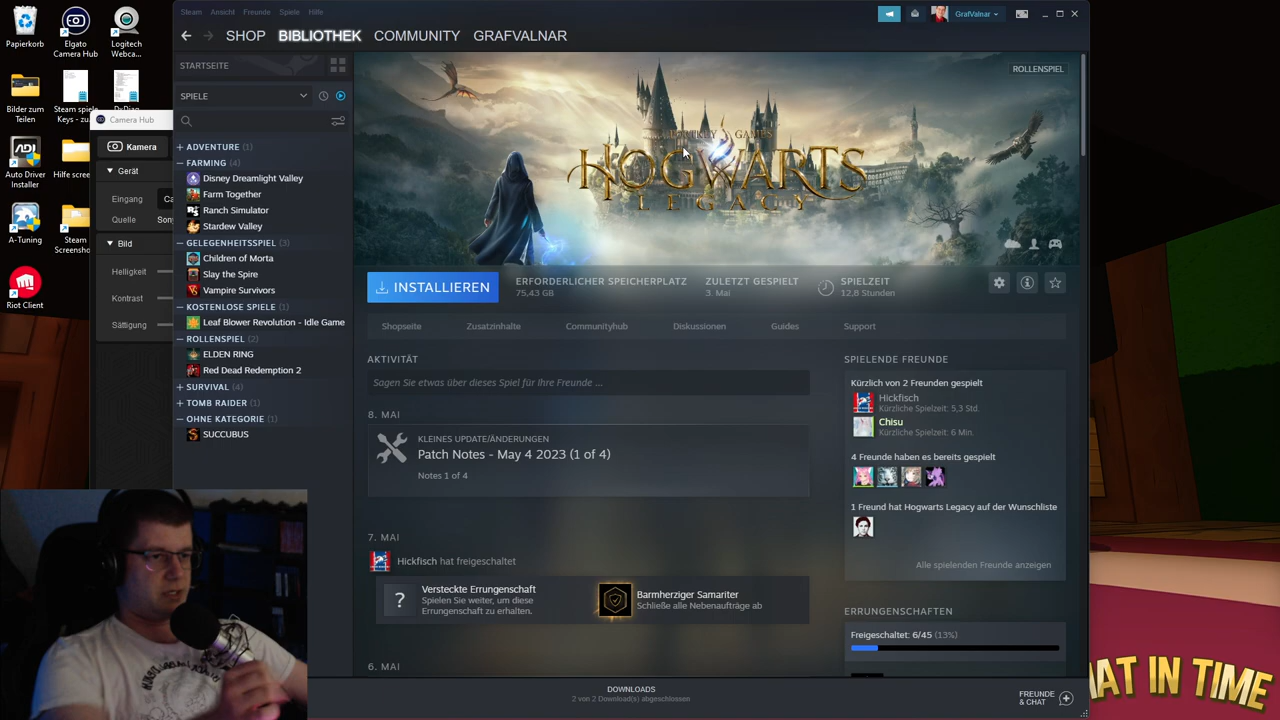 Papierkorb
Elgato
Camera Hub
Logitech
Webca...
Bilder zum
Teilen
Steam spiele
Keys - zu...
DxDiag
Auto Driver
Installer
Hilfe scree...
A-Tuning
Steam
Screensho...
Riot Client
Camera Hub
Kamera
Gerät
Eingang
Ca
Quelle
Son
Bild
Helligkeit
Kontrast
Sättigung
Steam
Ansicht
Freunde
Spiele
Hilfe
GrafValnar
SHOP
BIBLIOTHEK
COMMUNITY
GRAFVALNAR
STARTSEITE
SPIELE
ADVENTURE (1)
FARMING (4)
Disney Dreamlight Valley
Farm Together
Ranch Simulator
Stardew Valley
GELEGENHEITSSPIEL (3)
Children of Morta
Slay the Spire
Vampire Survivors
KOSTENLOSE SPIELE (1)
Leaf Blower Revolution - Idle Game
ROLLENSPIEL (2)
ELDEN RING
Red Dead Redemption 2
SURVIVAL (4)
TOMB RAIDER (1)
OHNE KATEGORIE (1)
SUCCUBUS
ROLLENSPIEL
PORTKEY GAMES
HOGWARTS
LEGACY
INSTALLIEREN
ERFORDERLICHER SPEICHERPLATZ
75,43 GB
ZULETZT GESPIELT
3. Mai
SPIELZEIT
12,8 Stunden
Shopseite
Zusatzinhalte
Communityhub
Diskussionen
Guides
Support
AKTIVITÄT
Sagen Sie etwas über dieses Spiel für Ihre Freunde ...
8. MAI
KLEINES UPDATE/ÄNDERUNGEN
Patch Notes - May 4 2023 (1 of 4)
Notes 1 of 4
7. MAI
Hickfisch hat freigeschaltet
?
Versteckte Errungenschaft
Spielen Sie weiter, um diese
Errungenschaft zu erhalten.
Barmherziger Samariter
Schließe alle Nebenaufträge ab
6. MAI
SPIELENDE FREUNDE
Kürzlich von 2 Freunden gespielt
Hickfisch
Kürzliche Spielzeit: 5,3 Std.
Chisu
Kürzliche Spielzeit: 6 Min.
4 Freunde haben es bereits gespielt
1 Freund hat Hogwarts Legacy auf der Wunschliste
Alle spielenden Freunde anzeigen
ERRUNGENSCHAFTEN
Freigeschaltet: 6/45 (13%)
DOWNLOADS
2 von 2 Download(s) abgeschlossen
FREUNDE
& CHAT
HAT IN TIME